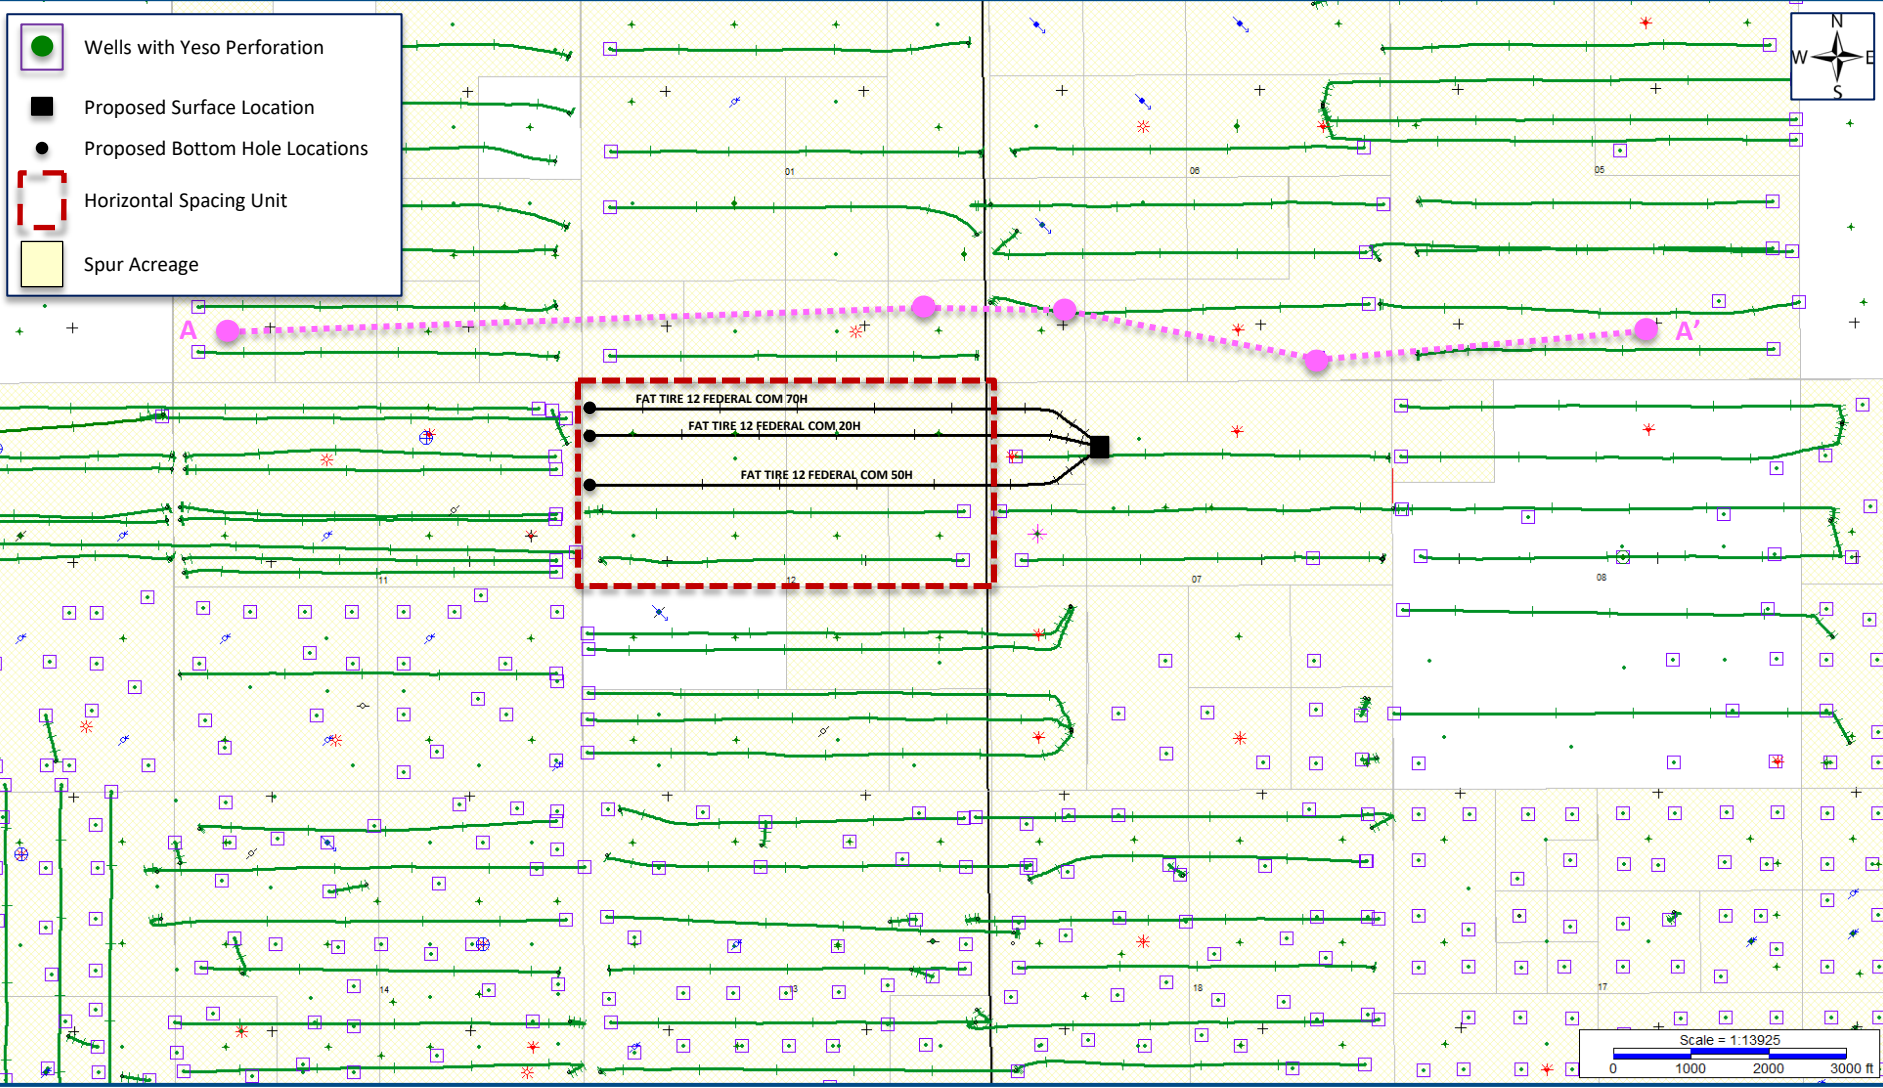 Wells with Yeso Perforation
Proposed Surface Location
Proposed Bottom Hole Locations
Horizontal Spacing Unit
Spur Acreage
N
W E
S
01
06
05
A
A’
FAT TIRE 12 FEDERAL COM 70H
FAT TIRE 12 FEDERAL COM 20H
FAT TIRE 12 FEDERAL COM 50H
11
12
07
08
14
13
18
17
Scale = 1:13925
0 1000 2000 3000 ft